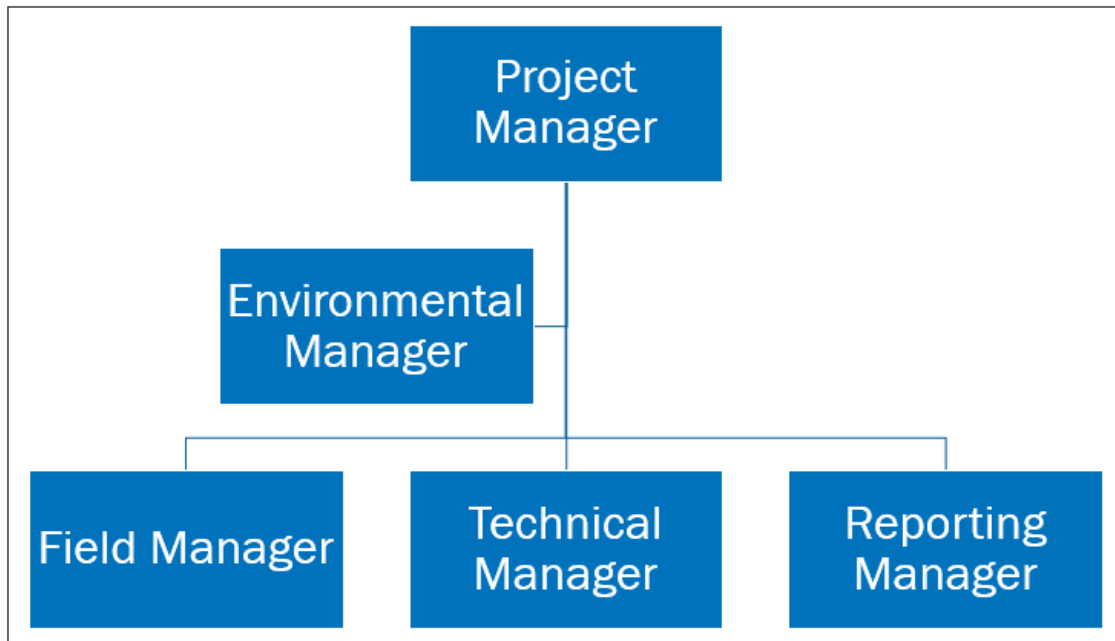 Project
Manager
Environmental
Manager
Field Manager
Technical
Manager
Reporting
Manager